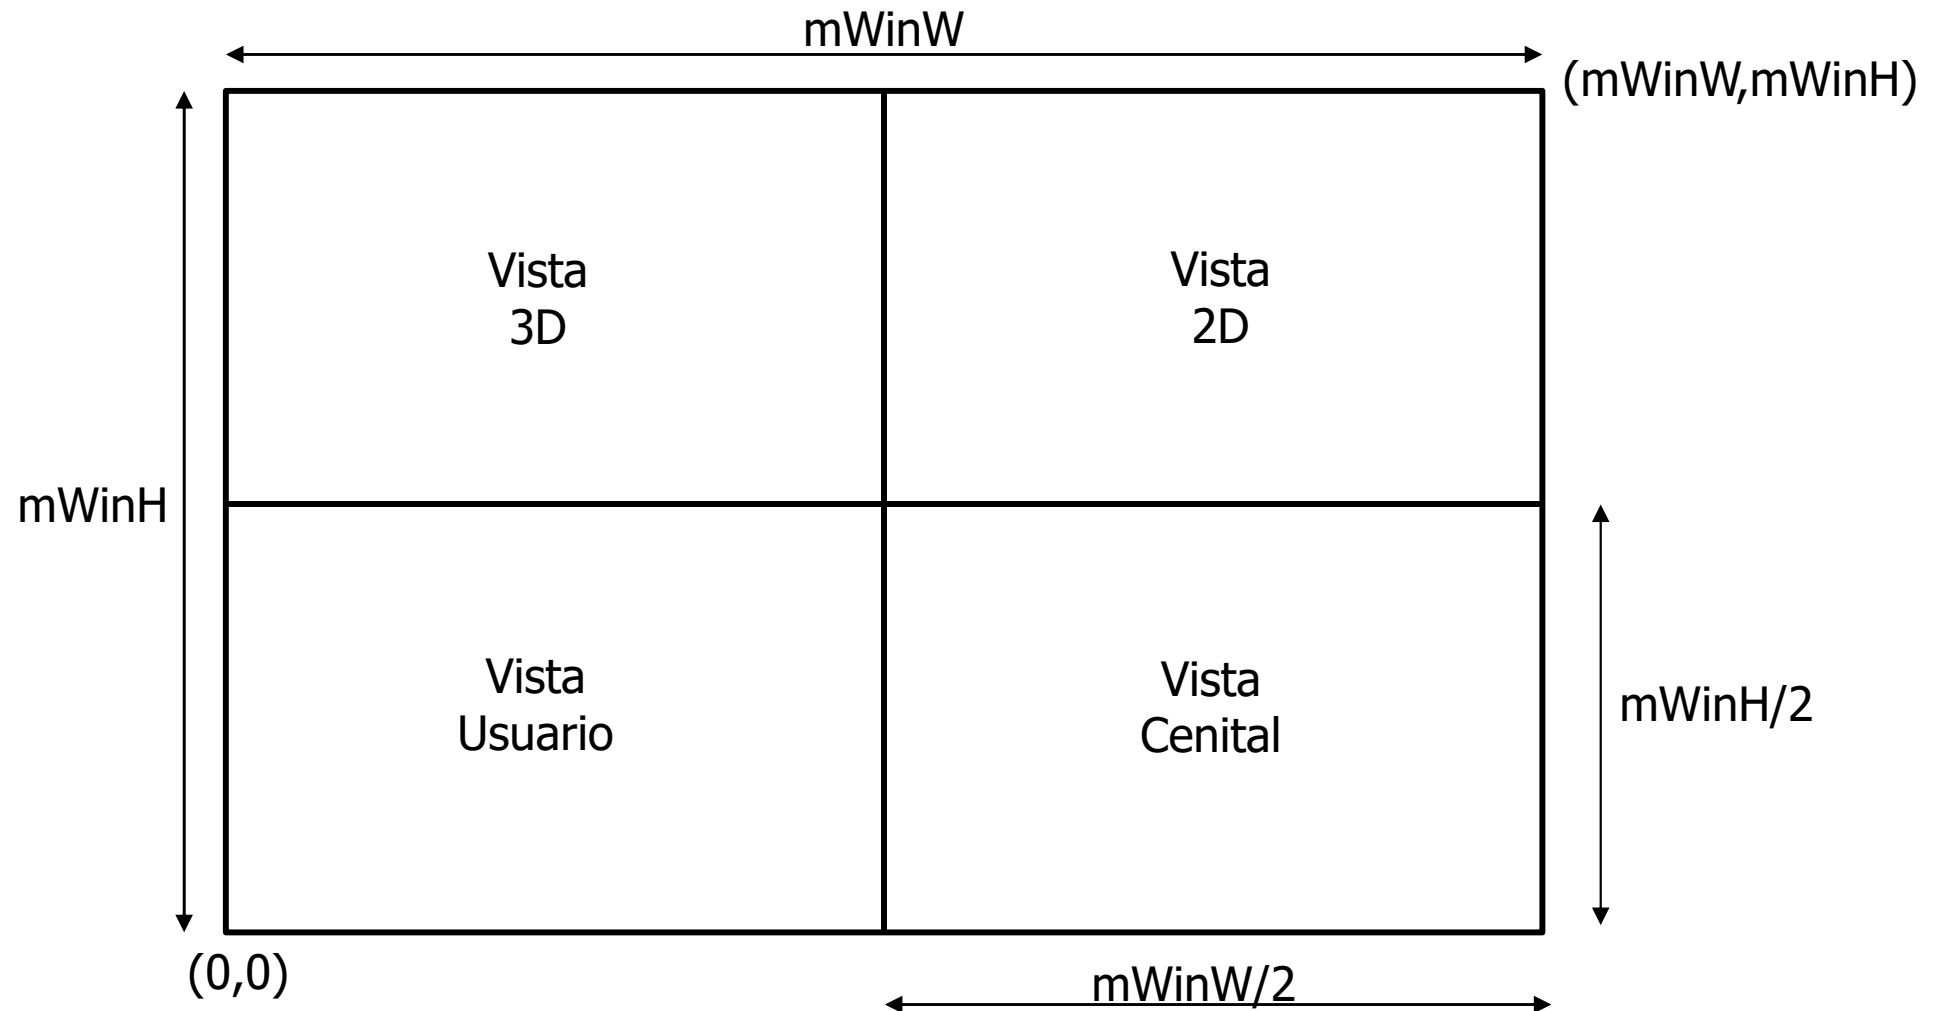 mWinW
(mWinW,mWinH)
Vista
3D
Vista
2D
mWinH
Vista
Usuario
Vista
Cenital
mWinH/2
(0,0)
mWinW/2